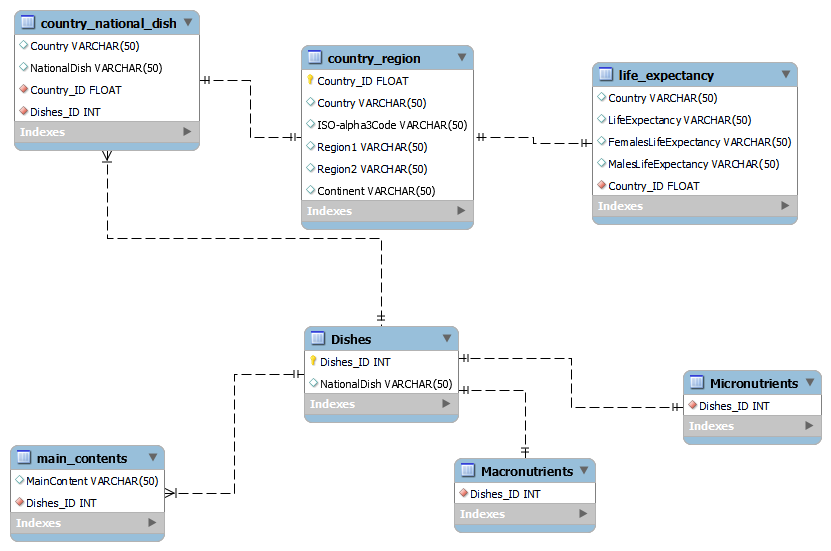 country_national_dish
Country VARCHAR(50)
NationalDish VARCHAR(50)
Country_ID FLOAT
Dishes_ID INT
Indexes
country_region
Country_ID FLOAT
Country VARCHAR(50)
ISO-alpha3Code VARCHAR(50)
Region1 VARCHAR(50)
Region2 VARCHAR(50)
Continent VARCHAR(50)
Indexes
life_expectancy
Country VARCHAR(50)
LifeExpectancy VARCHAR(50)
FemalesLifeExpectancy VARCHAR(50)
MalesLifeExpectancy VARCHAR(50)
Country_ID FLOAT
Indexes
Dishes
Dishes_ID INT
NationalDish VARCHAR(50)
Indexes
Micronutrients
Dishes_ID INT
Indexes
main_contents
MainContent VARCHAR(50)
Dishes_ID INT
Indexes
Macronutrients
Dishes_ID INT
Indexes